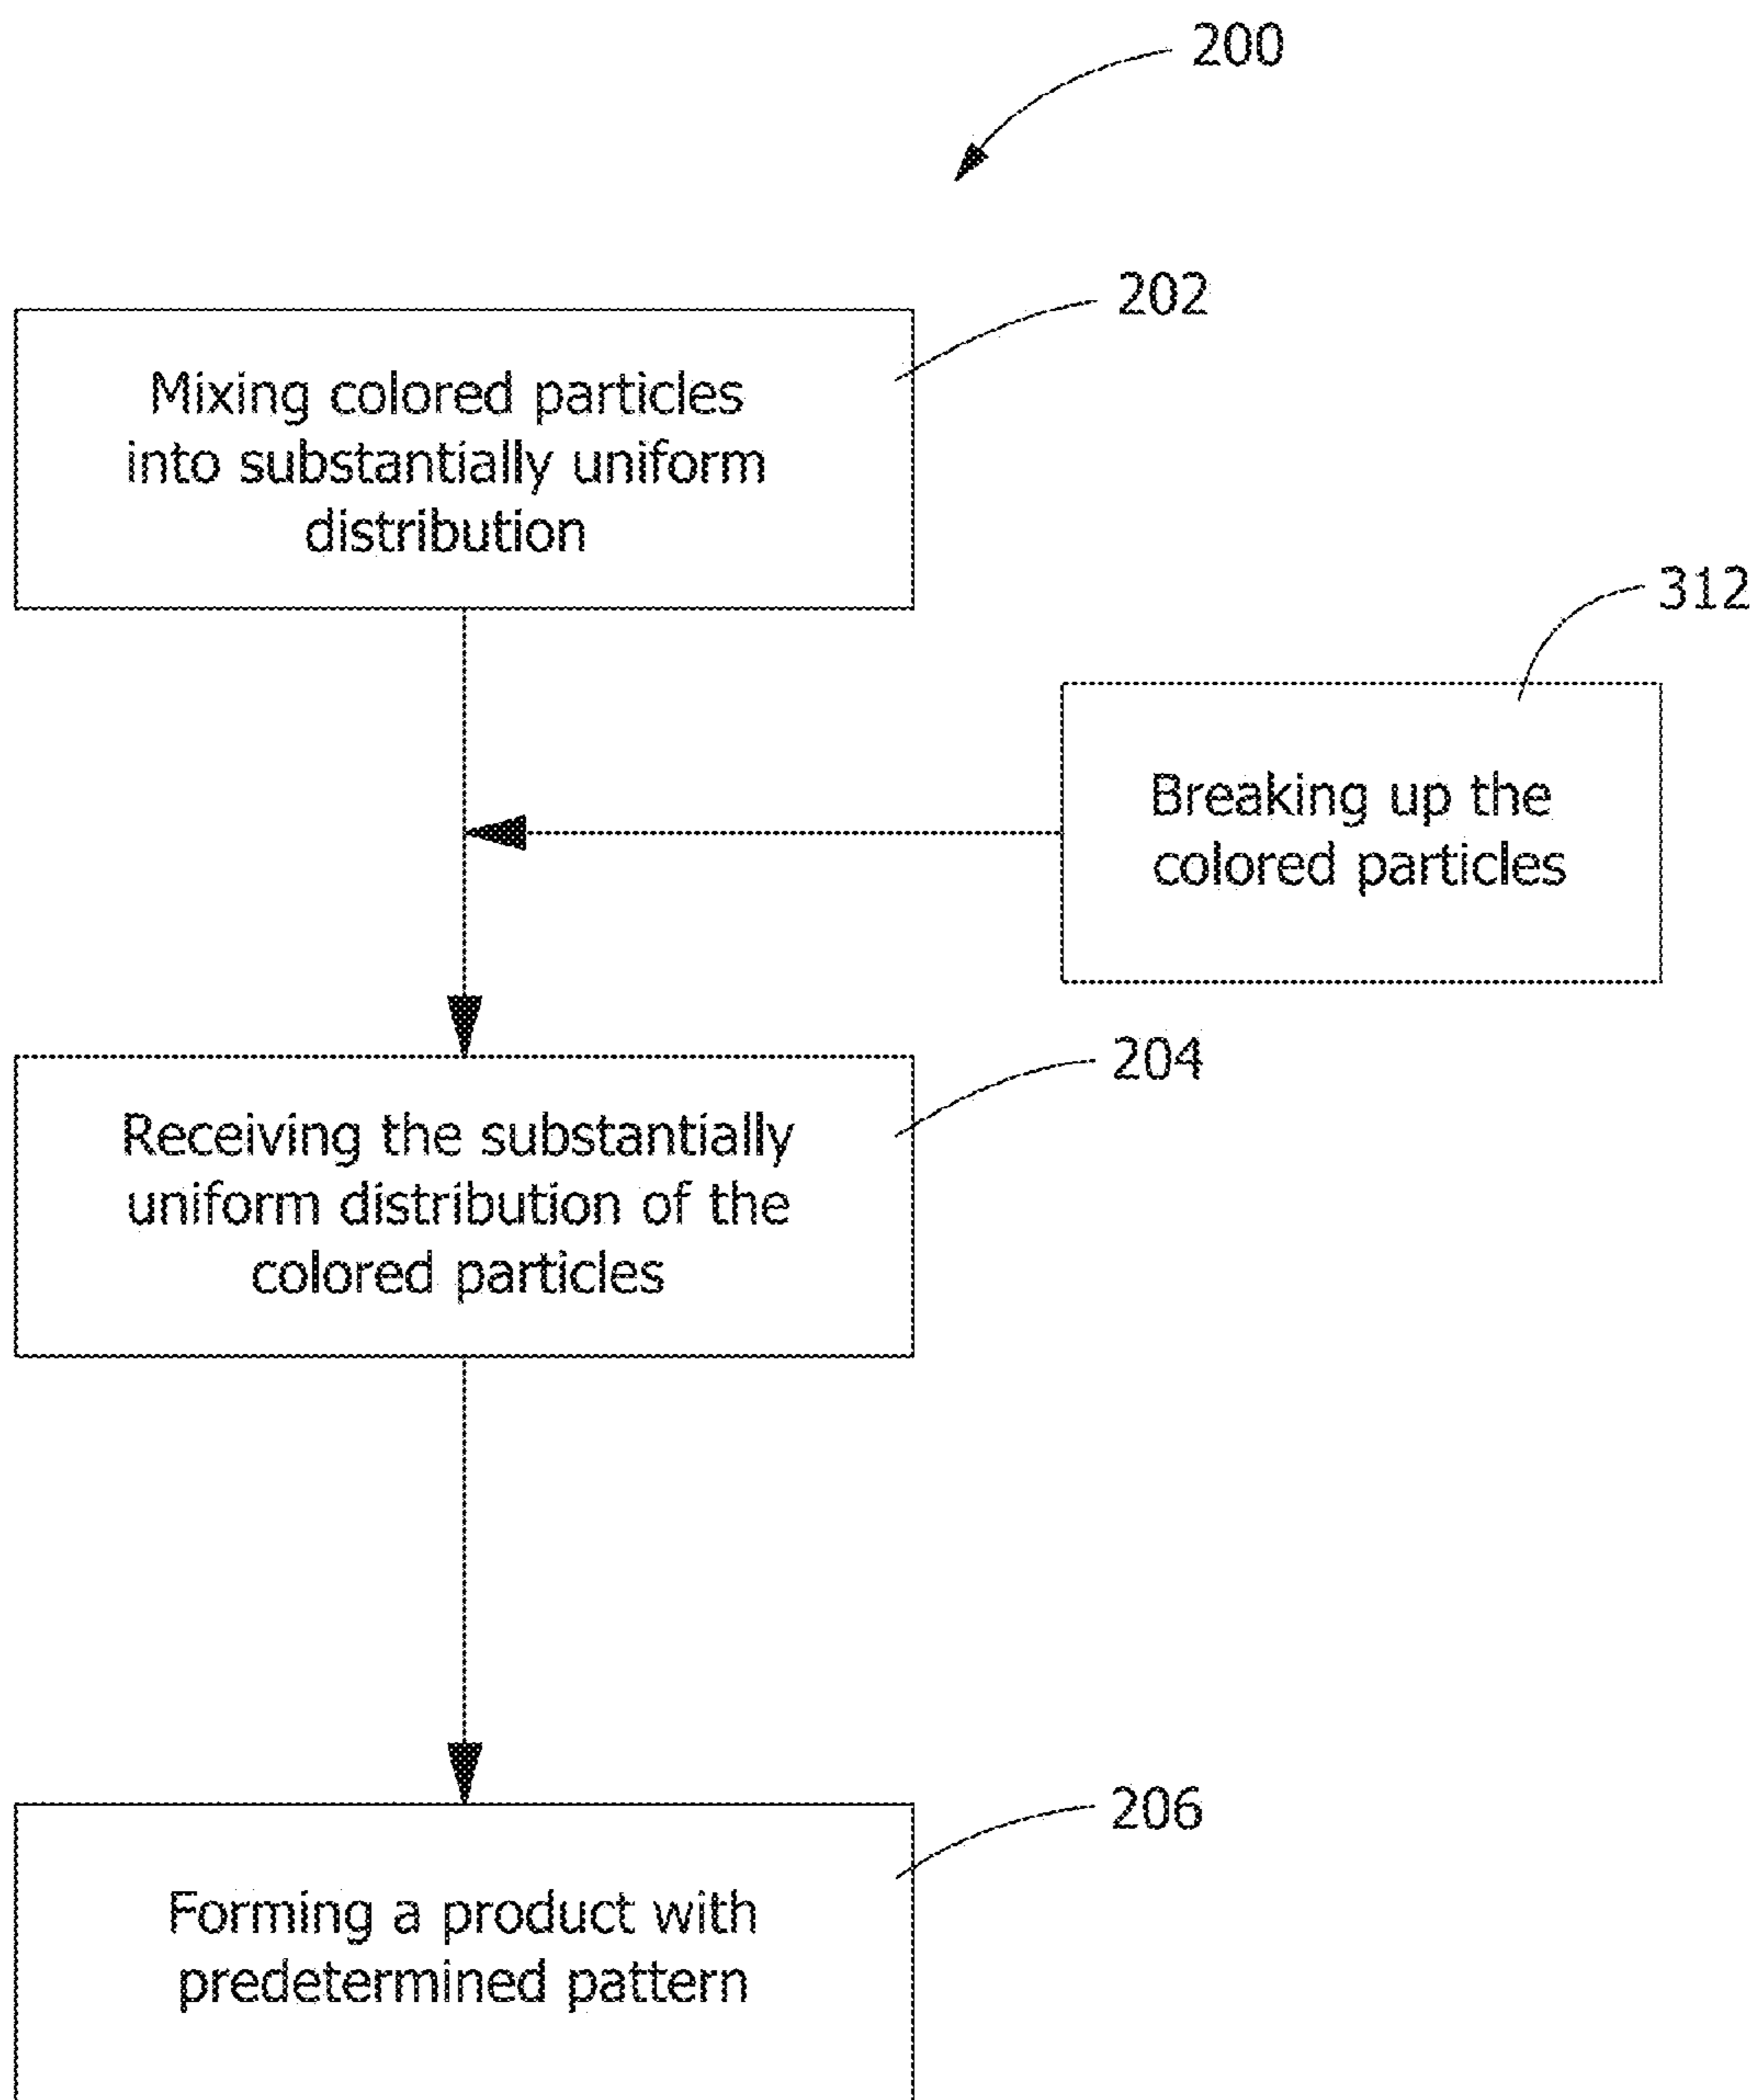 200
202
Mixing colored particles
into substantially uniform
distribution
312
Breaking up the
colored particles
204
Receiving the substantially
uniform distribution of the
colored particles
206
Forming a product with
predetermined pattern